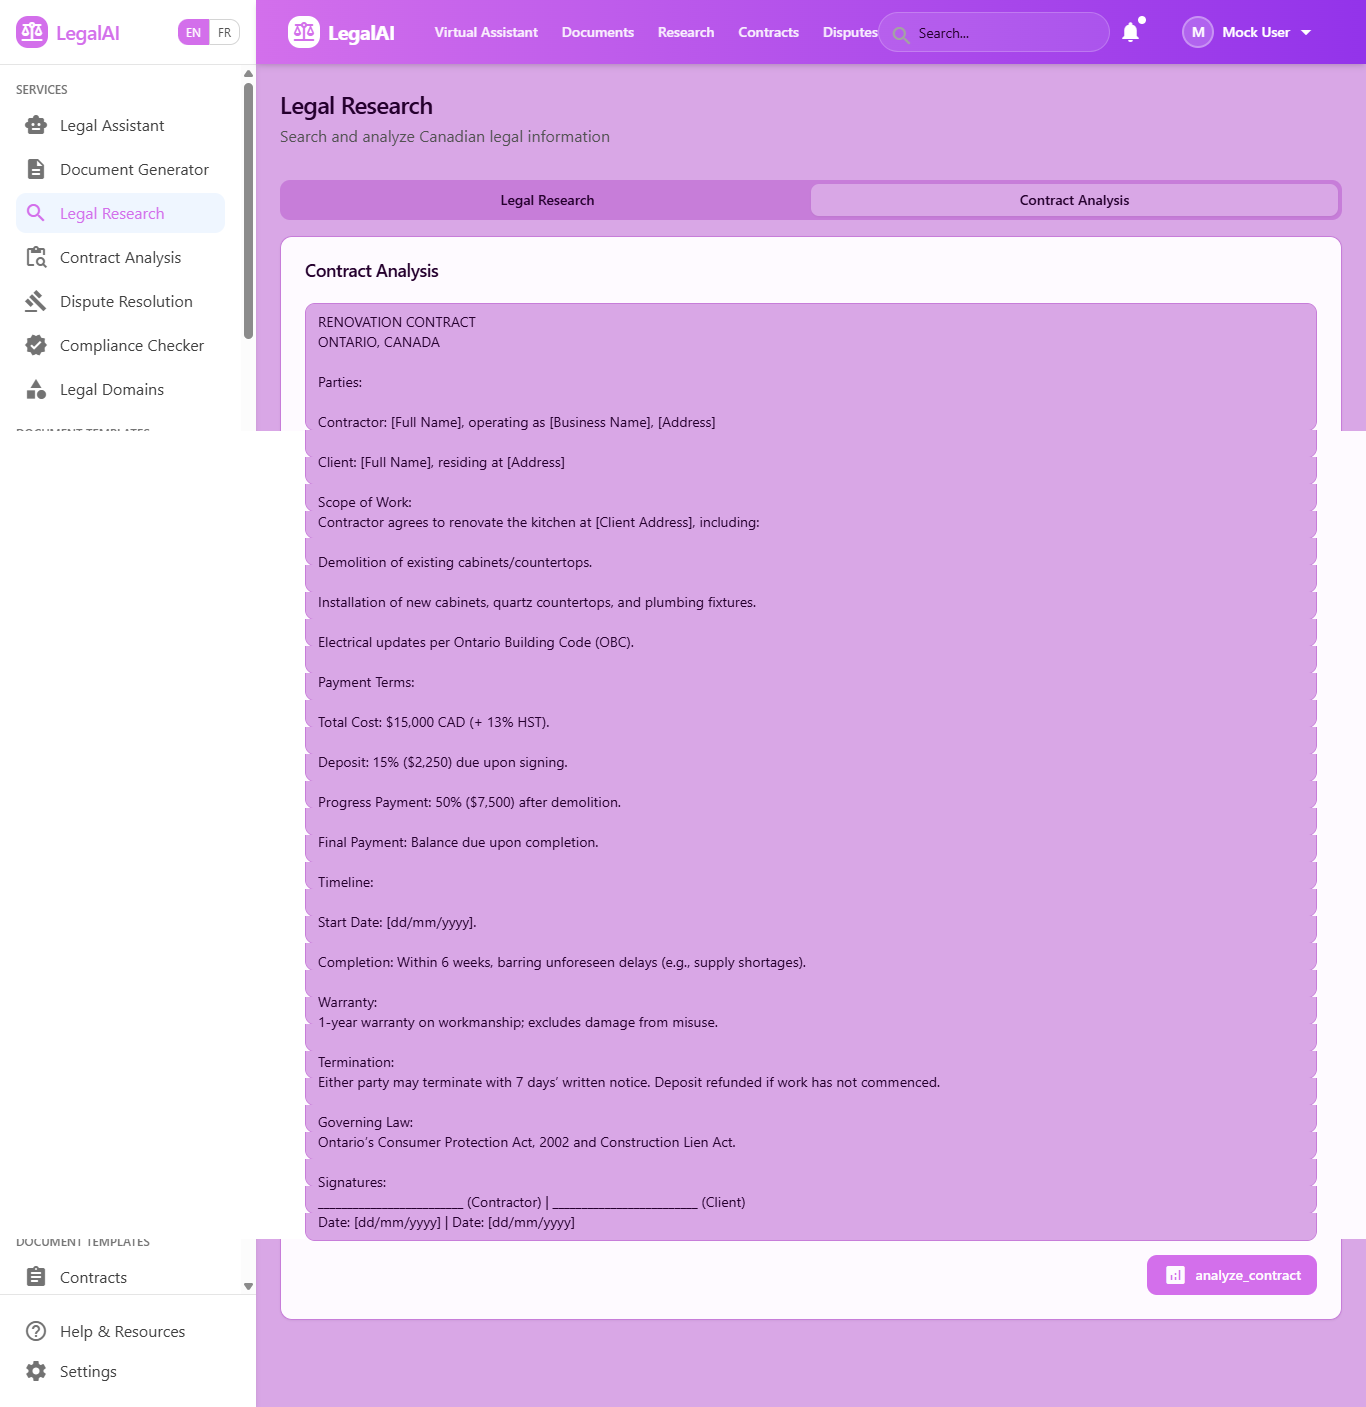 LegalAI
EN FR
SERVICES
Legal Assistant
Document Generator
Legal Research
Contract Analysis
Dispute Resolution
Compliance Checker
Legal Domains
DOCUMENT TEMPLATES
DOCUMENT TEMPLATES
Contracts
Help & Resources
Settings
LegalAI
Virtual Assistant Documents Research Contracts Disputes
Search...
M Mock User
Legal Research
Search and analyze Canadian legal information
Legal Research Contract Analysis
Contract Analysis
RENOVATION CONTRACT
ONTARIO, CANADA
Parties:
Contractor: [Full Name], operating as [Business Name], [Address]
Client: [Full Name], residing at [Address]
Scope of Work:
Contractor agrees to renovate the kitchen at [Client Address], including:
Demolition of existing cabinets/countertops.
Installation of new cabinets, quartz countertops, and plumbing fixtures.
Electrical updates per Ontario Building Code (OBC).
Payment Terms:
Total Cost: $15,000 CAD (+ 13% HST).
Deposit: 15% ($2,250) due upon signing.
Progress Payment: 50% ($7,500) after demolition.
Final Payment: Balance due upon completion.
Timeline:
Start Date: [dd/mm/yyyy].
Completion: Within 6 weeks, barring unforeseen delays (e.g., supply shortages).
Warranty:
1-year warranty on workmanship; excludes damage from misuse.
Termination:
Either party may terminate with 7 days’ written notice. Deposit refunded if work has not commenced.
Governing Law:
Ontario’s Consumer Protection Act, 2002 and Construction Lien Act.
Signatures:
________________________ (Contractor) | ________________________ (Client)
Date: [dd/mm/yyyy] | Date: [dd/mm/yyyy]
analyze_contract